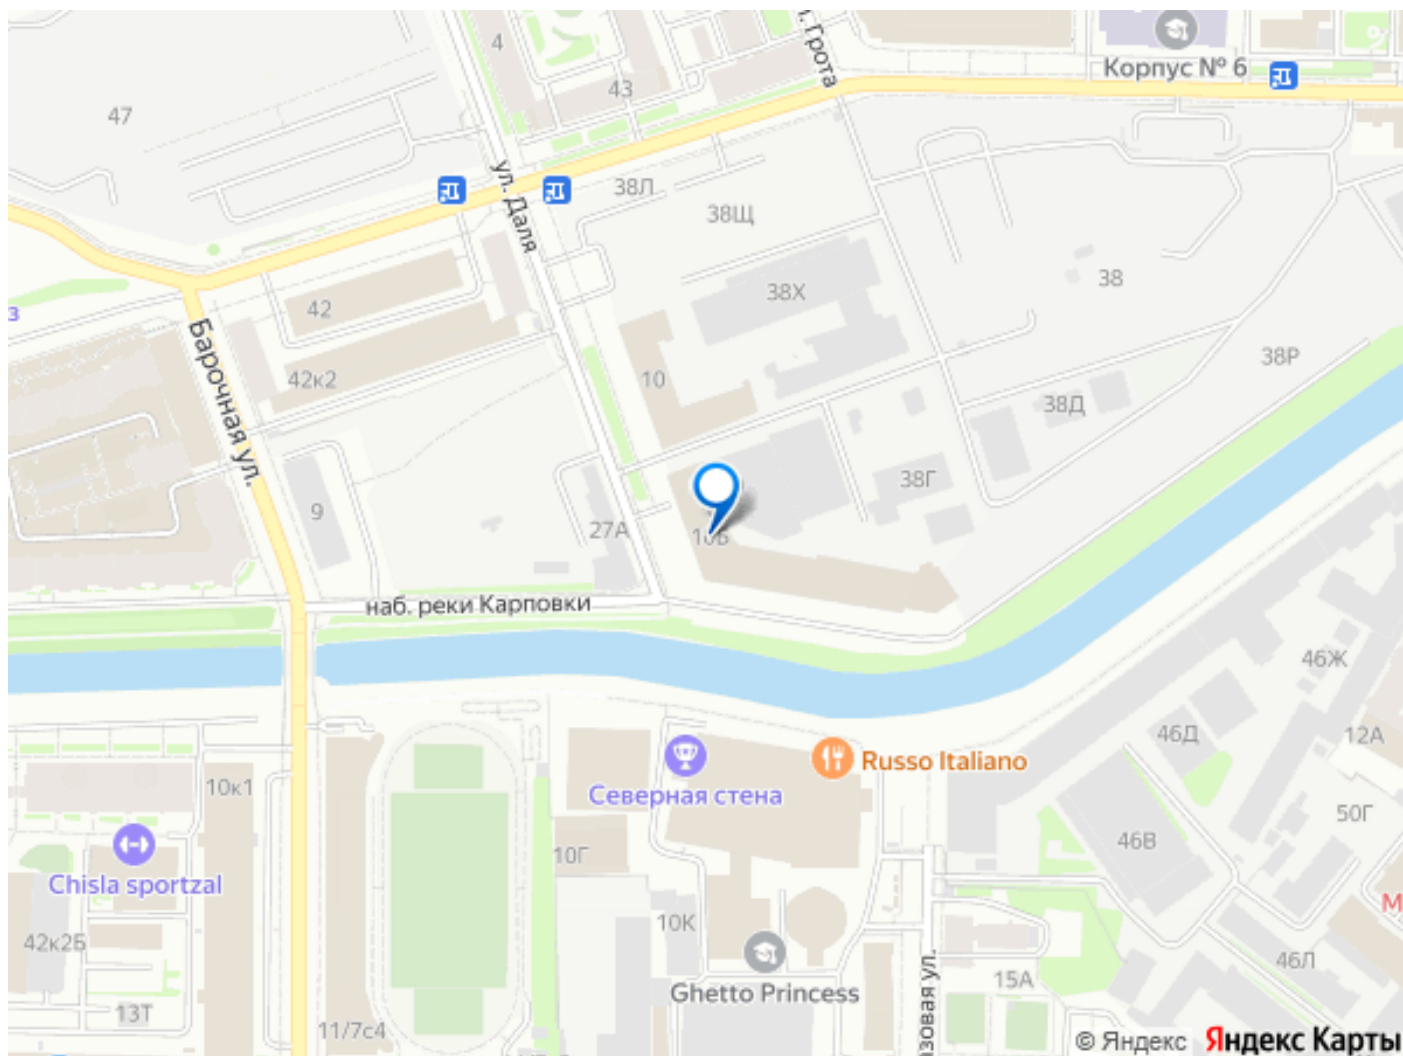 4
л. Грота
Корпус № 6
43
47
ул. Даля
38Л
38Щ
38
38Х
42
Барочная ул.
38Р
42к2
10
38Д
38Г
9
27А
10Б
наб. реки Карповки
46Ж
46Д
12А
Russo Italiano
Северная стена
10к1
50Г
46В
10Г
Chisla sportzal
М
10К
42к2Б
46Л
15А
Ghetto Princess
азовая ул.
13Т
11/7с4
© Яндекс Яндекс Карты